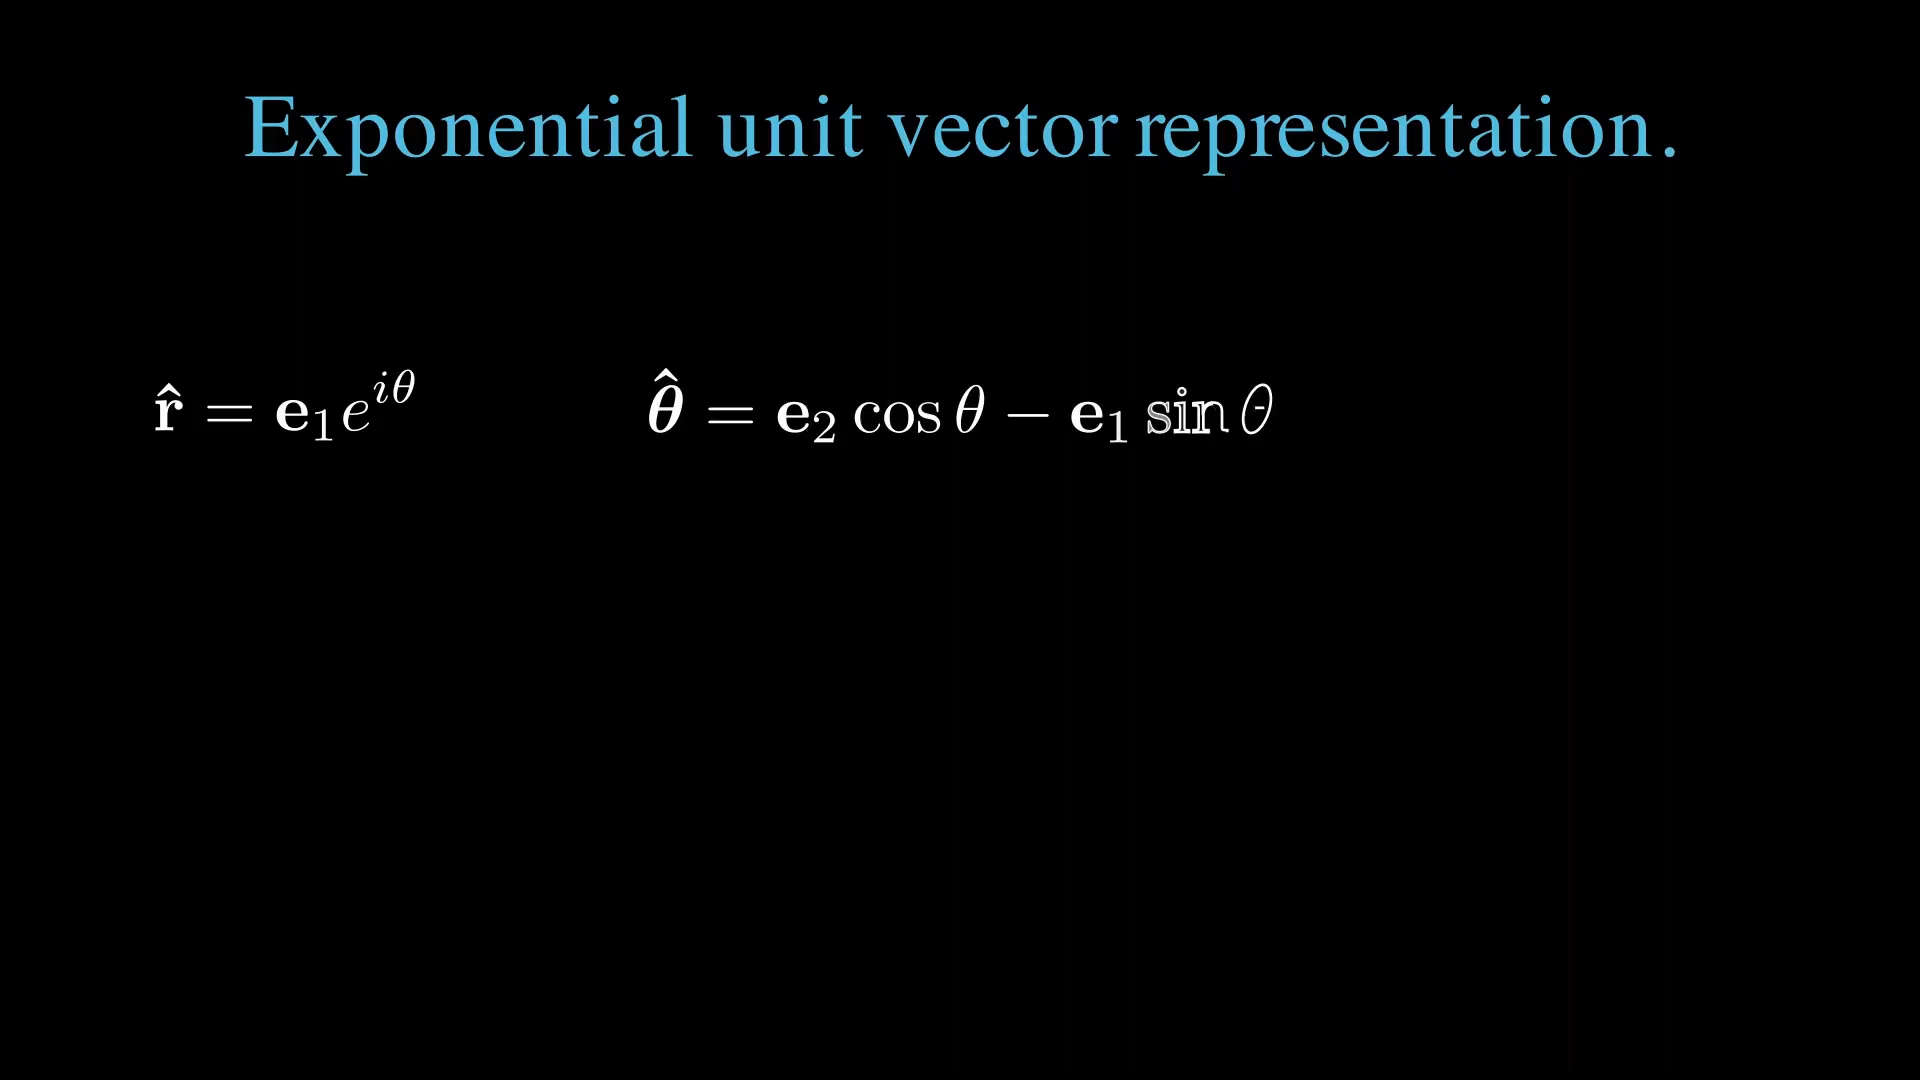 Exponential unit vector representation.
r̂ = e₁e^{iθ} θ̂ = e₂ cos θ − e₁ sin θ